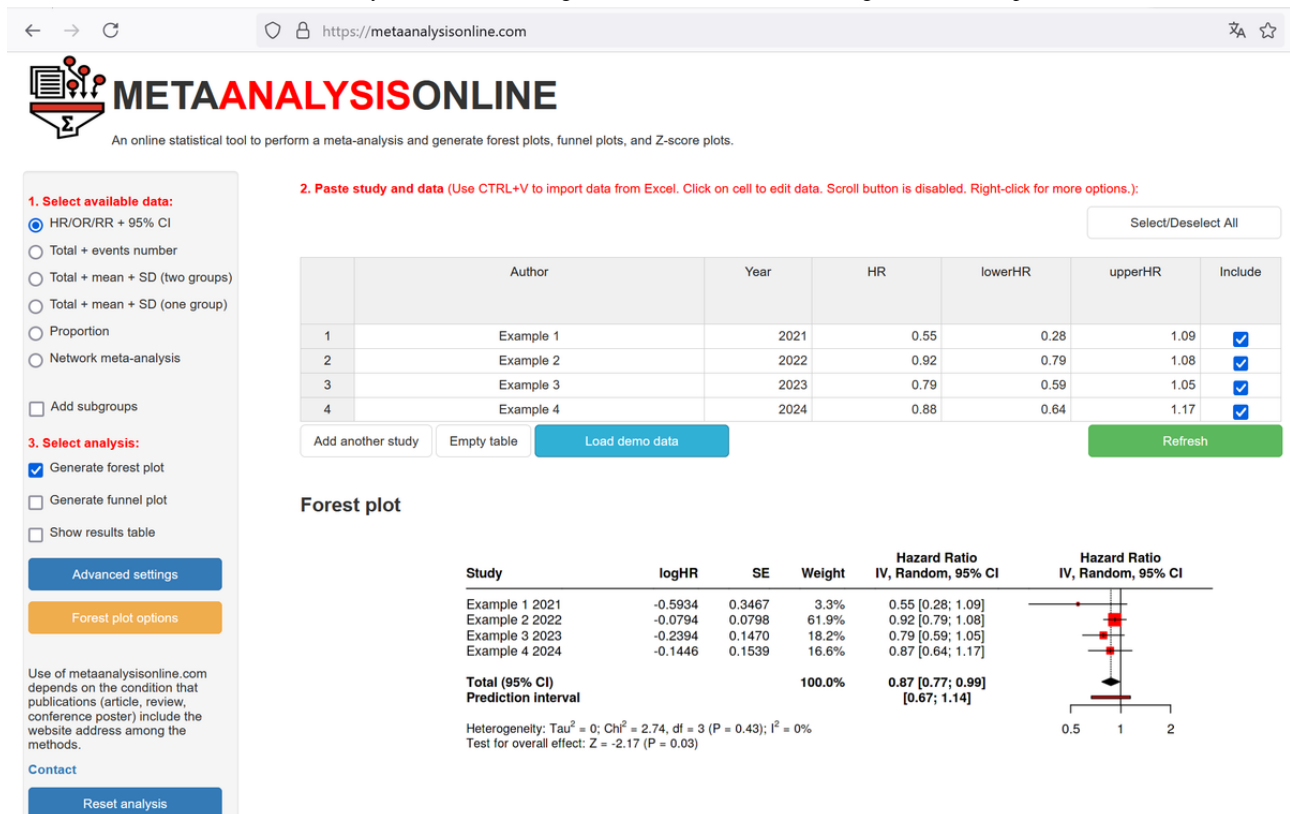 https://metaanalysisonline.com
METAANALYSISONLINE
An online statistical tool to perform a meta-analysis and generate forest plots, funnel plots, and Z-score plots.
1. Select available data:
HR/OR/RR + 95% CI
Total + events number
Total + mean + SD (two groups)
Total + mean + SD (one group)
Proportion
Network meta-analysis
Add subgroups
3. Select analysis:
Generate forest plot
Generate funnel plot
Show results table
Advanced settings
Forest plot options
Use of metaanalysisonline.com
depends on the condition that
publications (article, review,
conference poster) include the
website address among the
methods.
Contact
Reset analysis
2. Paste study and data (Use CTRL+V to import data from Excel. Click on cell to edit data. Scroll button is disabled. Right-click for more options.):
Select/Deselect All
Author Year HR lowerHR upperHR Include
1 Example 1 2021 0.55 0.28 1.09
2 Example 2 2022 0.92 0.79 1.08
3 Example 3 2023 0.79 0.59 1.05
4 Example 4 2024 0.88 0.64 1.17
Add another study Empty table Load demo data Refresh
Forest plot
Hazard Ratio Hazard Ratio
Study logHR SE Weight IV, Random, 95% CI IV, Random, 95% CI
Example 1 2021 -0.5934 0.3467 3.3% 0.55 [0.28; 1.09]
Example 2 2022 -0.0794 0.0798 61.9% 0.92 [0.79; 1.08]
Example 3 2023 -0.2394 0.1470 18.2% 0.79 [0.59; 1.05]
Example 4 2024 -0.1446 0.1539 16.6% 0.87 [0.64; 1.17]
Total (95% CI) 100.0% 0.87 [0.77; 0.99]
Prediction interval [0.67; 1.14]
Heterogeneity: Tau² = 0; Chi² = 2.74, df = 3 (P = 0.43); I² = 0%
Test for overall effect: Z = -2.17 (P = 0.03)
0.5 1 2